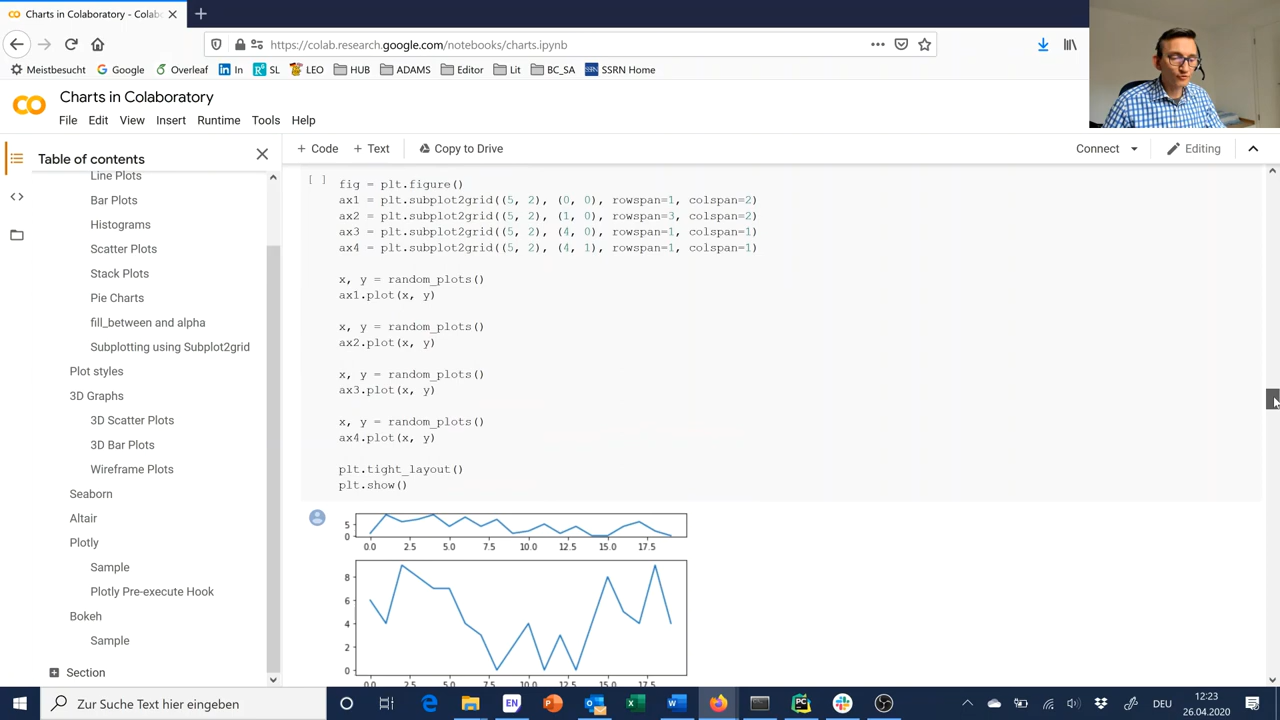 Charts in Colaboratory - Colab
https://colab.research.google.com/notebooks/charts.ipynb
Meistbesucht Google Overleaf In SL LEO HUB ADAMS Editor Lit BC_SA SSRN Home
CO Charts in Colaboratory
File Edit View Insert Runtime Tools Help
Table of contents
+ Code + Text Copy to Drive Connect Editing
Line Plots
Bar Plots
Histograms
Scatter Plots
Stack Plots
Pie Charts
fill_between and alpha
Subplotting using Subplot2grid
Plot styles
3D Graphs
3D Scatter Plots
3D Bar Plots
Wireframe Plots
Seaborn
Altair
Plotly
Sample
Plotly Pre-execute Hook
Bokeh
Sample
Section
[ ] fig = plt.figure()
ax1 = plt.subplot2grid((5, 2), (0, 0), rowspan=1, colspan=2)
ax2 = plt.subplot2grid((5, 2), (1, 0), rowspan=3, colspan=2)
ax3 = plt.subplot2grid((5, 2), (4, 0), rowspan=1, colspan=1)
ax4 = plt.subplot2grid((5, 2), (4, 1), rowspan=1, colspan=1)
x, y = random_plots()
ax1.plot(x, y)
x, y = random_plots()
ax2.plot(x, y)
x, y = random_plots()
ax3.plot(x, y)
x, y = random_plots()
ax4.plot(x, y)
plt.tight_layout()
plt.show()
5
0
0.0 2.5 5.0 7.5 10.0 12.5 15.0 17.5
8
6
4
2
0
0.0 2.5 5.0 7.5 10.0 12.5 15.0 17.5
Zur Suche Text hier eingeben
EN
DEU
12:23
26.04.2020